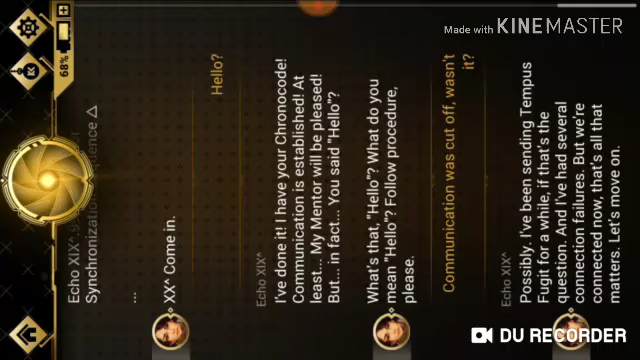 Made with KINEMASTER
68%
Echo XIX^
Synchronization
...
XX^ Come in.
Hello?
Echo XIX^
I've done it! I have your Chronocode!
Communication is established! At
least... My Mentor will be pleased!
But... in fact... You said "Hello"?
What's that, "Hello"? What do you
mean "Hello"? Follow procedure,
please.
Communication was cut off, wasn't
it?
Echo XIX^
Possibly. I've been sending Tempus
Fugit for a while, if that's the
question. And I've had several
connection failures. But we're
connected now, that's all that
matters. Let's move on.
DU RECORDER